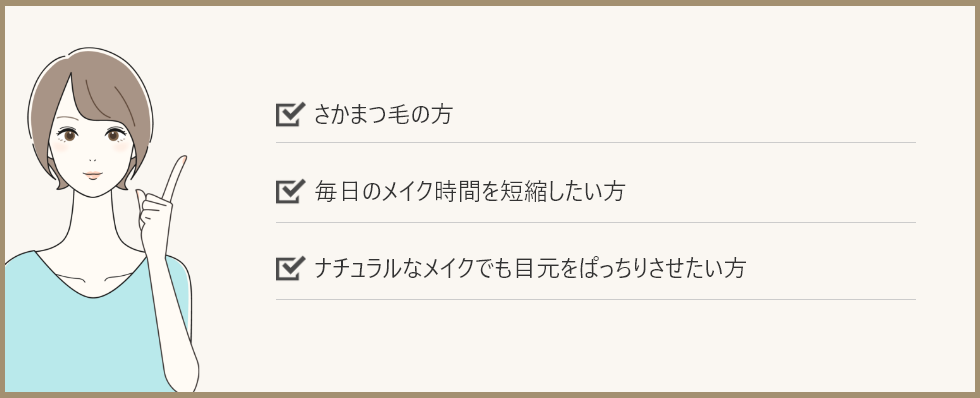 さかまつ毛の方
毎日のメイク時間を短縮したい方
ナチュラルなメイクでも目元をぱっちりさせたい方